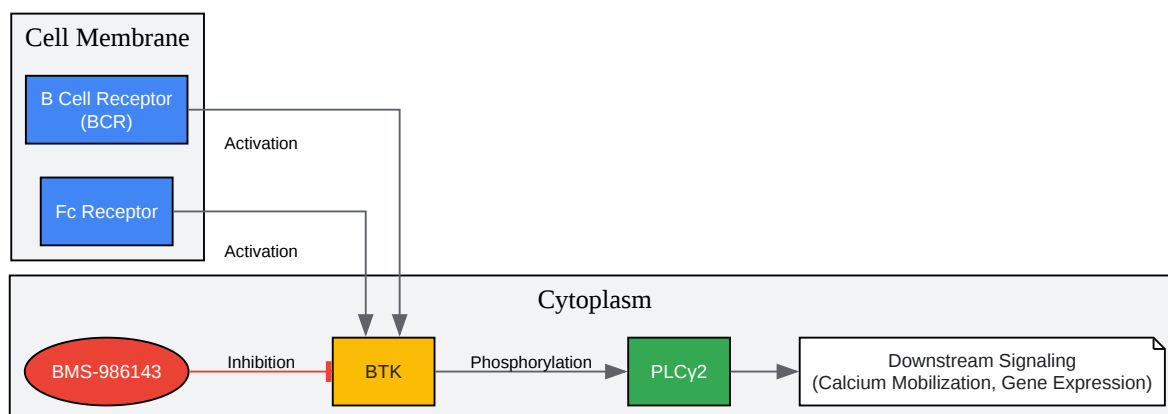 Cell Membrane
B Cell Receptor
(BCR)
Activation
Fc Receptor
Activation
Cytoplasm
BMS-986143
Inhibition
BTK
Phosphorylation
PLCγ2
Downstream Signaling
(Calcium Mobilization, Gene Expression)